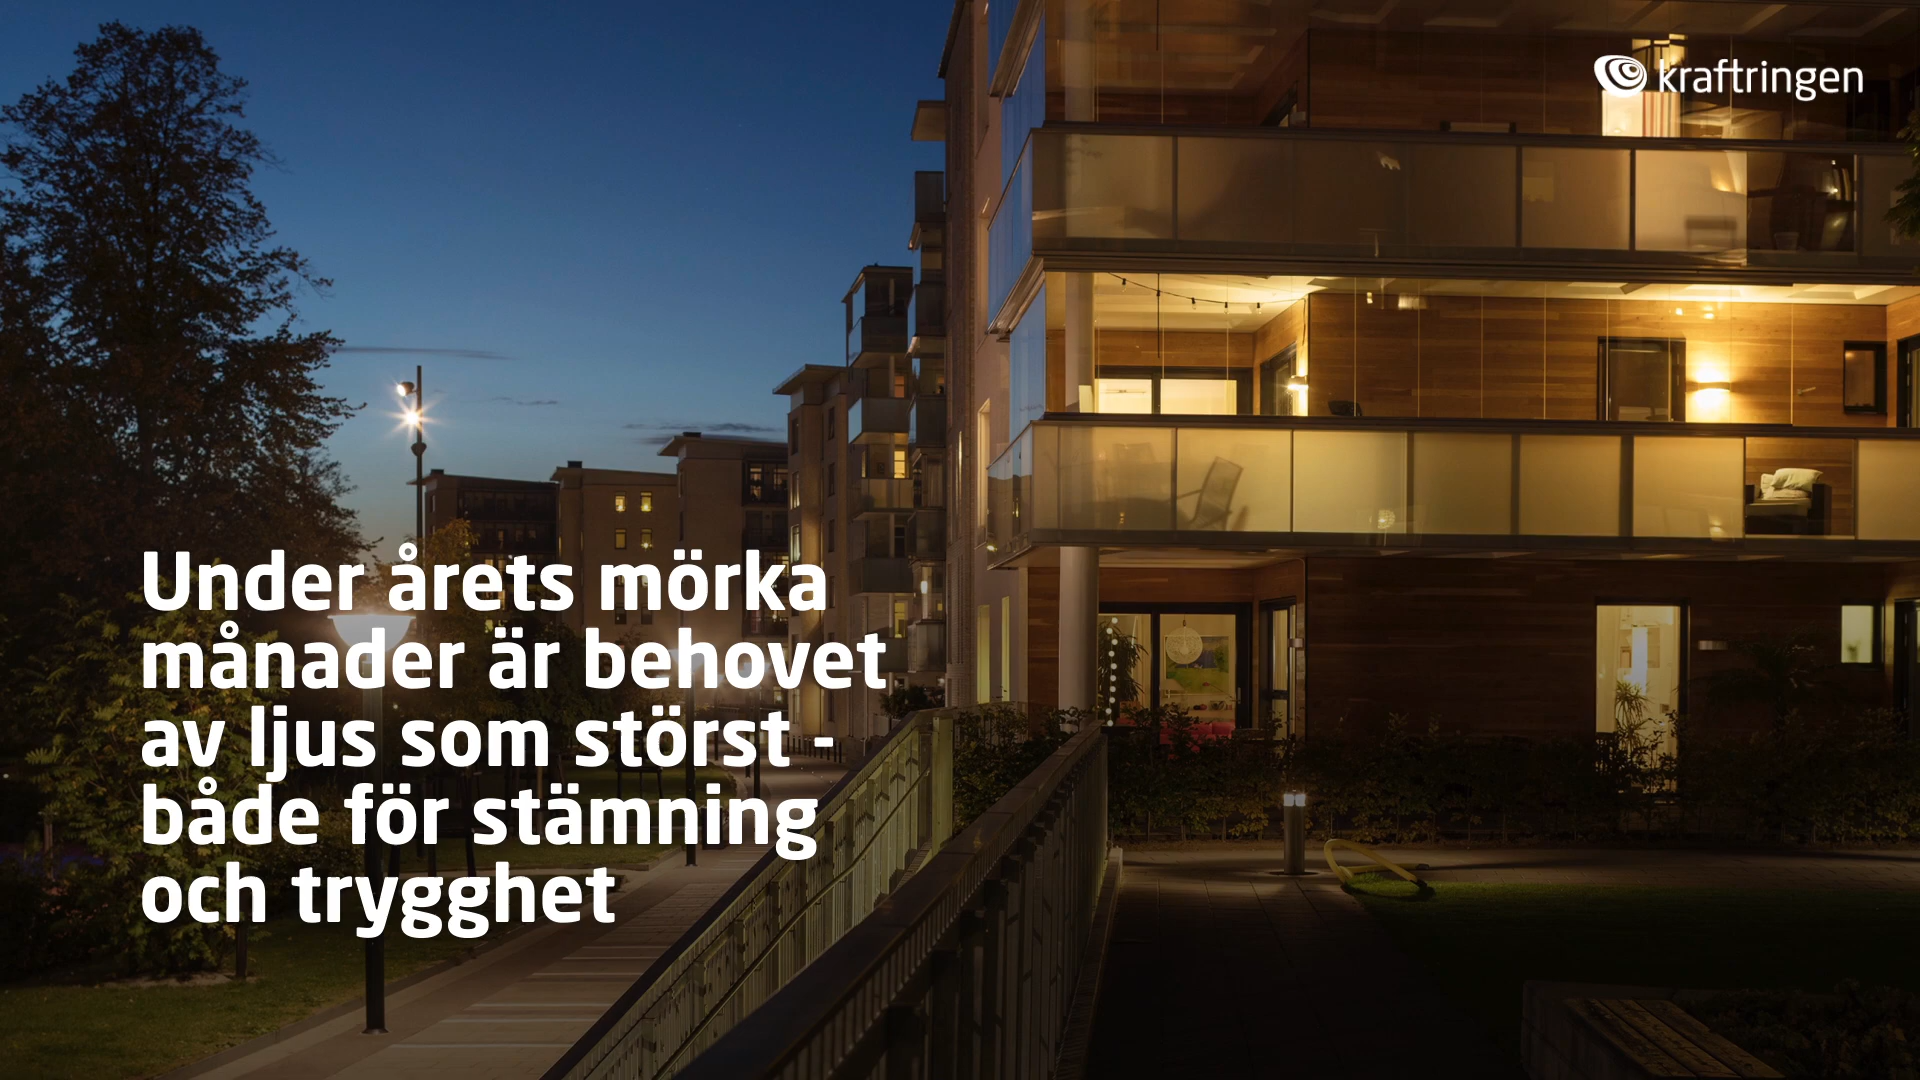 kraftringen
Under årets mörka
månader är behovet
av ljus som störst -
både för stämning
och trygghet